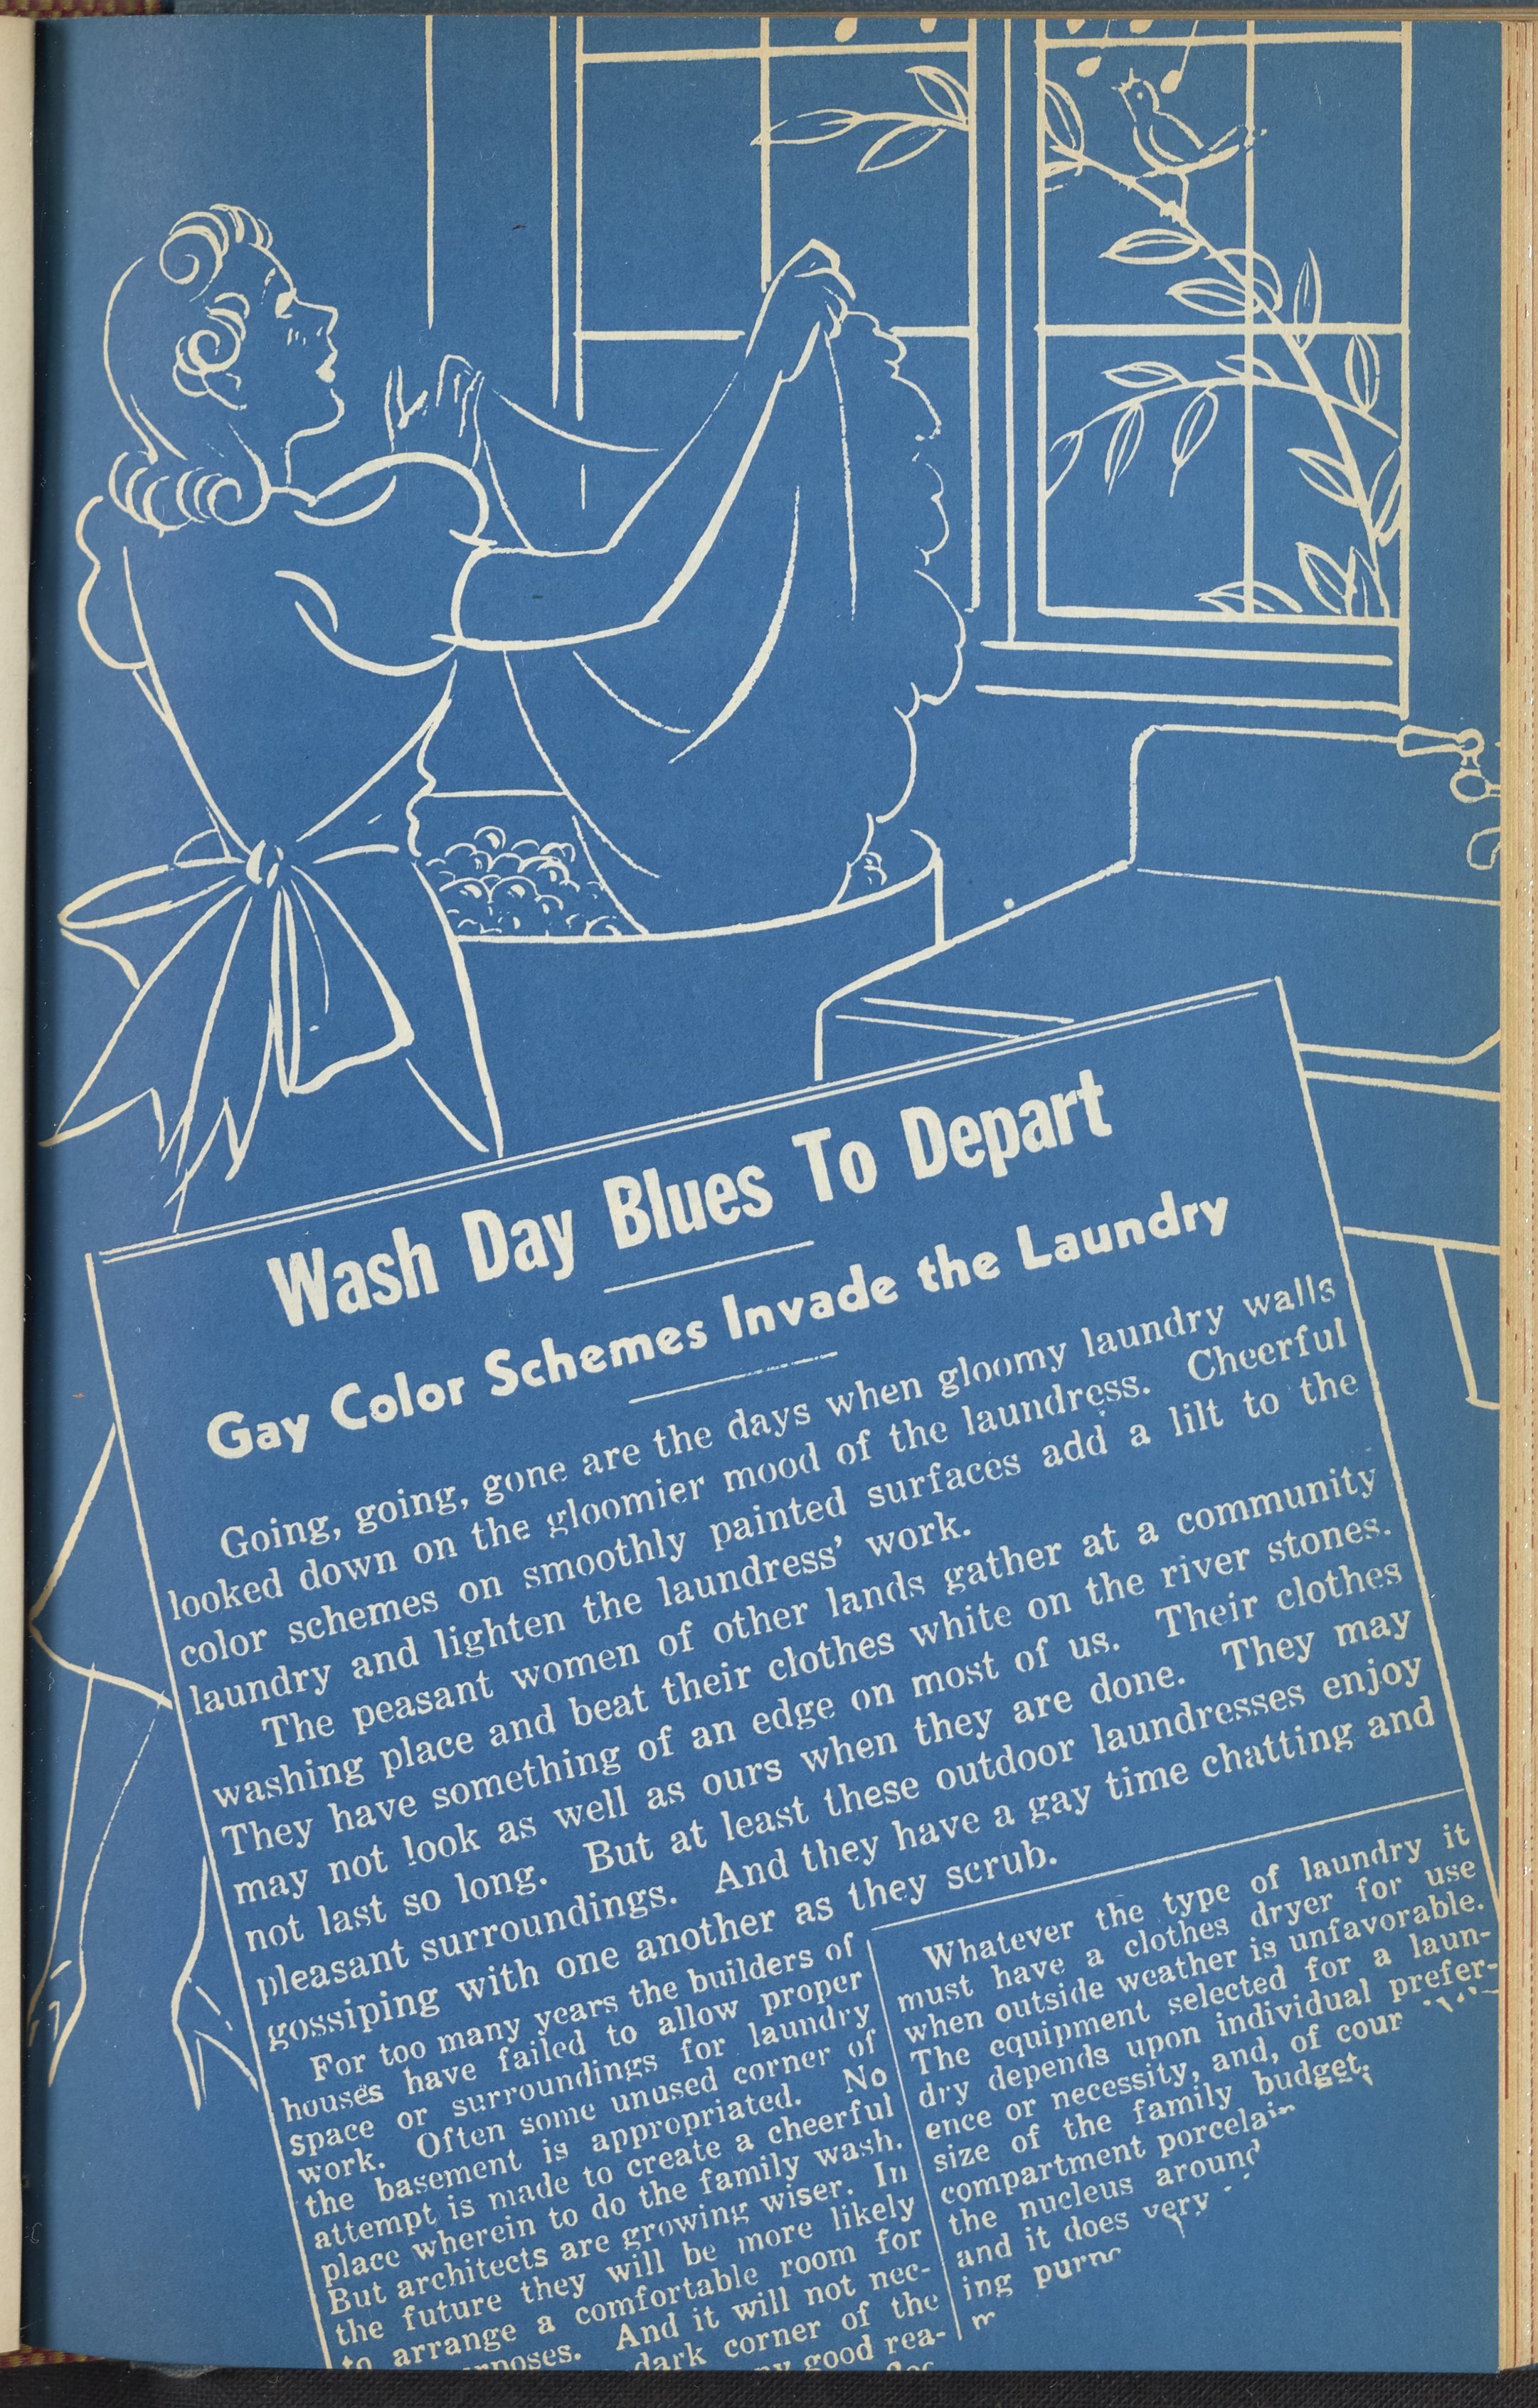 Wash Day Blues To Depart
Gay Color Schemes Invade the Laundry
Going, going, gone are the days when gloomy laundry walls
looked down on the gloomier mood of the laundress. Cheerful
color schemes on smoothly painted surfaces add a lilt to the
laundry and lighten the laundress' work.
The peasant women of other lands gather at a community
washing place and beat their clothes white on the river stones.
They have something of an edge on most of us. Their clothes
may not look as well as ours when they are done. They may
not last so long. But at least these outdoor laundresses enjoy
pleasant surroundings. And they have a gay time chatting and
gossiping with one another as they scrub.
For too many years the builders of
houses have failed to allow proper
space or surroundings for laundry
work. Often some unused corner of
the basement is appropriated. No
attempt is made to create a cheerful
place wherein to do the family wash.
But architects are growing wiser. In
the future they will be more likely
to arrange a comfortable room for
And it will not nec-
dark corner of the
good rea-
Whatever the type of laundry it
must have a clothes dryer for use
when outside weather is unfavorable.
The equipment selected for a laun-
dry depends upon individual prefer-
ence or necessity, and, of cour
size of the family budget.
compartment porcelain
the nucleus around
and it does very
ing